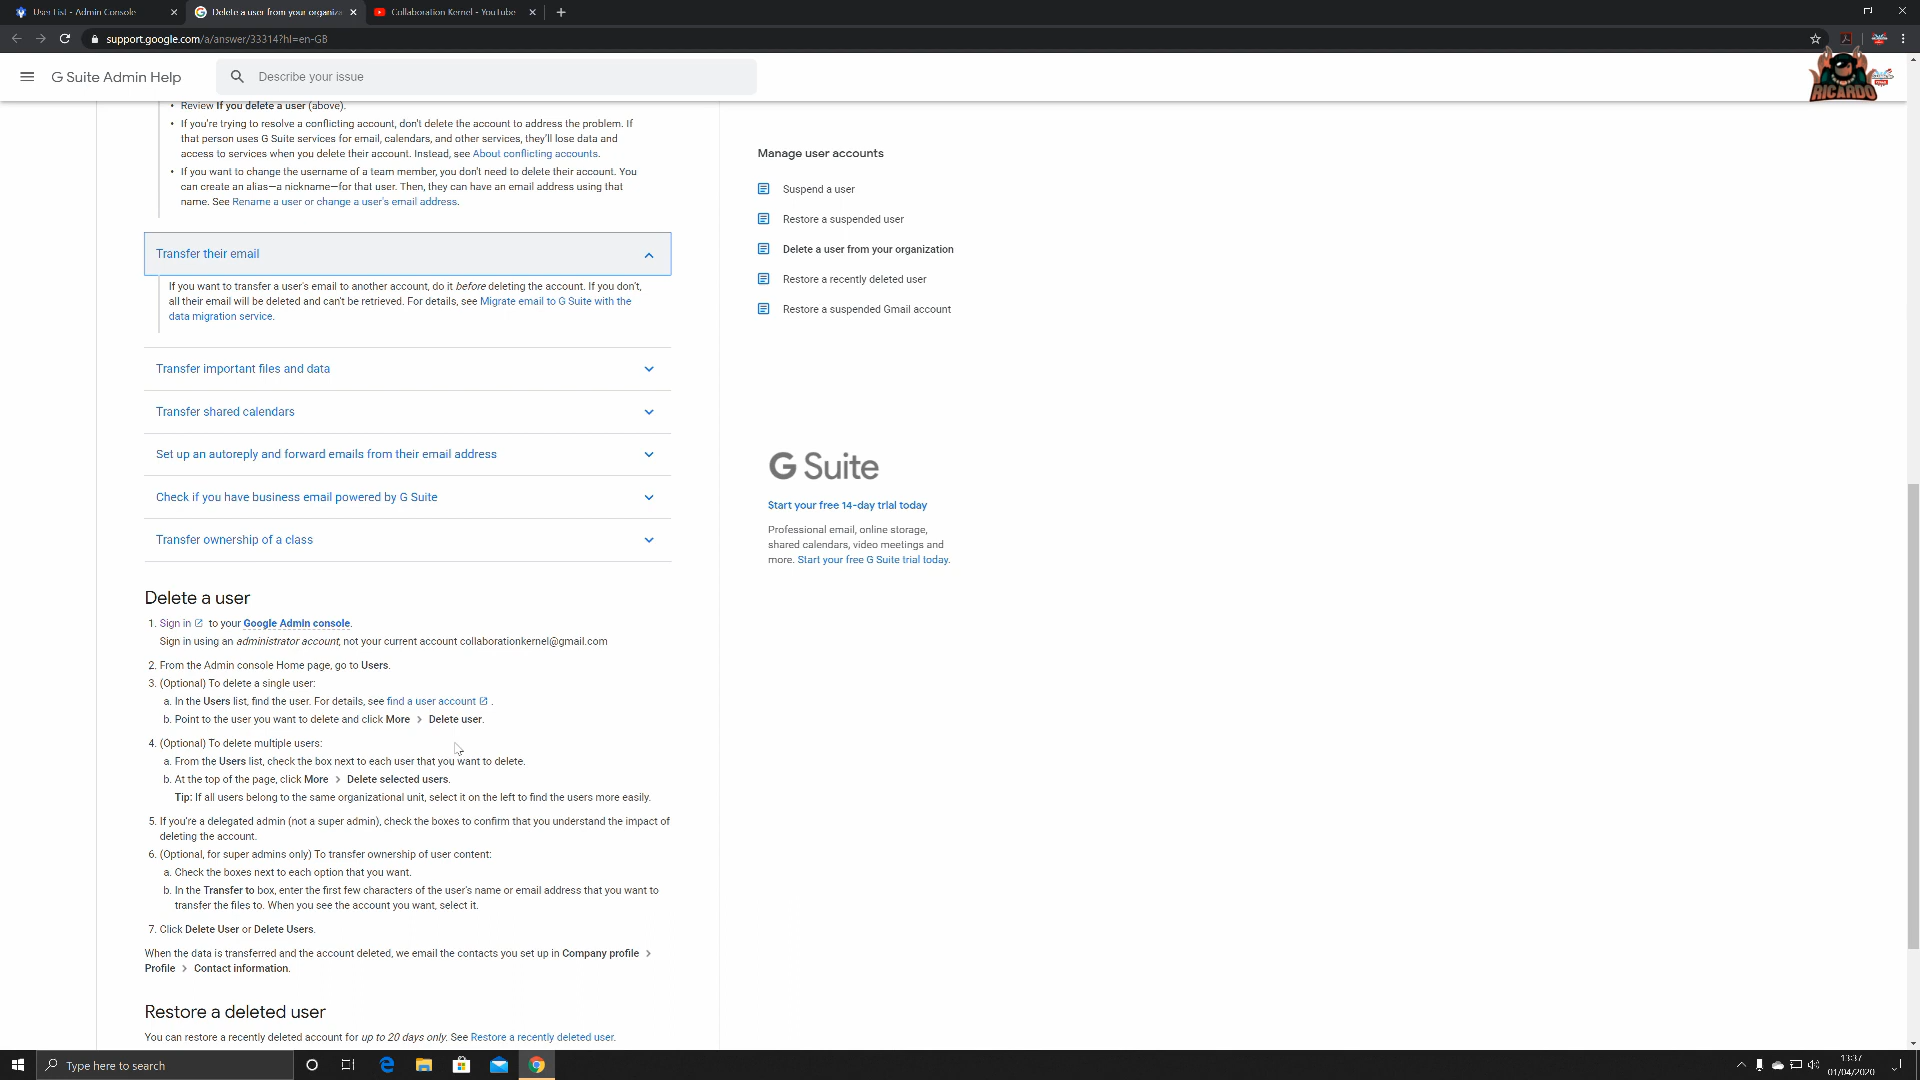 User List - Admin Console
Delete a user from your organiza
Collaboration Kernel - YouTube
support.google.com/a/answer/33314?hl=en-GB
G Suite Admin Help
Describe your issue
RICARDO
• Review If you delete a user (above).
• If you're trying to resolve a conflicting account, don't delete the account to address the problem. If
that person uses G Suite services for email, calendars, and other services, they'll lose data and
access to services when you delete their account. Instead, see About conflicting accounts.
• If you want to change the username of a team member, you don't need to delete their account. You
can create an alias—a nickname—for that user. Then, they can have an email address using that
name. See Rename a user or change a user's email address.
Transfer their email
If you want to transfer a user's email to another account, do it before deleting the account. If you don't,
all their email will be deleted and can't be retrieved. For details, see Migrate email to G Suite with the
data migration service.
Transfer important files and data
Transfer shared calendars
Set up an autoreply and forward emails from their email address
Check if you have business email powered by G Suite
Transfer ownership of a class
Delete a user
1. Sign in to your Google Admin console.
Sign in using an administrator account, not your current account collaborationkernel@gmail.com
2. From the Admin console Home page, go to Users.
3. (Optional) To delete a single user:
a. In the Users list, find the user. For details, see find a user account .
b. Point to the user you want to delete and click More > Delete user.
4. (Optional) To delete multiple users:
a. From the Users list, check the box next to each user that you want to delete.
b. At the top of the page, click More > Delete selected users.
Tip: If all users belong to the same organizational unit, select it on the left to find the users more easily.
5. If you're a delegated admin (not a super admin), check the boxes to confirm that you understand the impact of
deleting the account.
6. (Optional, for super admins only) To transfer ownership of user content:
a. Check the boxes next to each option that you want.
b. In the Transfer to box, enter the first few characters of the user's name or email address that you want to
transfer the files to. When you see the account you want, select it.
7. Click Delete User or Delete Users.
When the data is transferred and the account deleted, we email the contacts you set up in Company profile >
Profile > Contact information.
Restore a deleted user
You can restore a recently deleted account for up to 20 days only. See Restore a recently deleted user.
Manage user accounts
Suspend a user
Restore a suspended user
Delete a user from your organization
Restore a recently deleted user
Restore a suspended Gmail account
G Suite
Start your free 14-day trial today
Professional email, online storage,
shared calendars, video meetings and
more. Start your free G Suite trial today.
Type here to search
13:37
01/04/2020